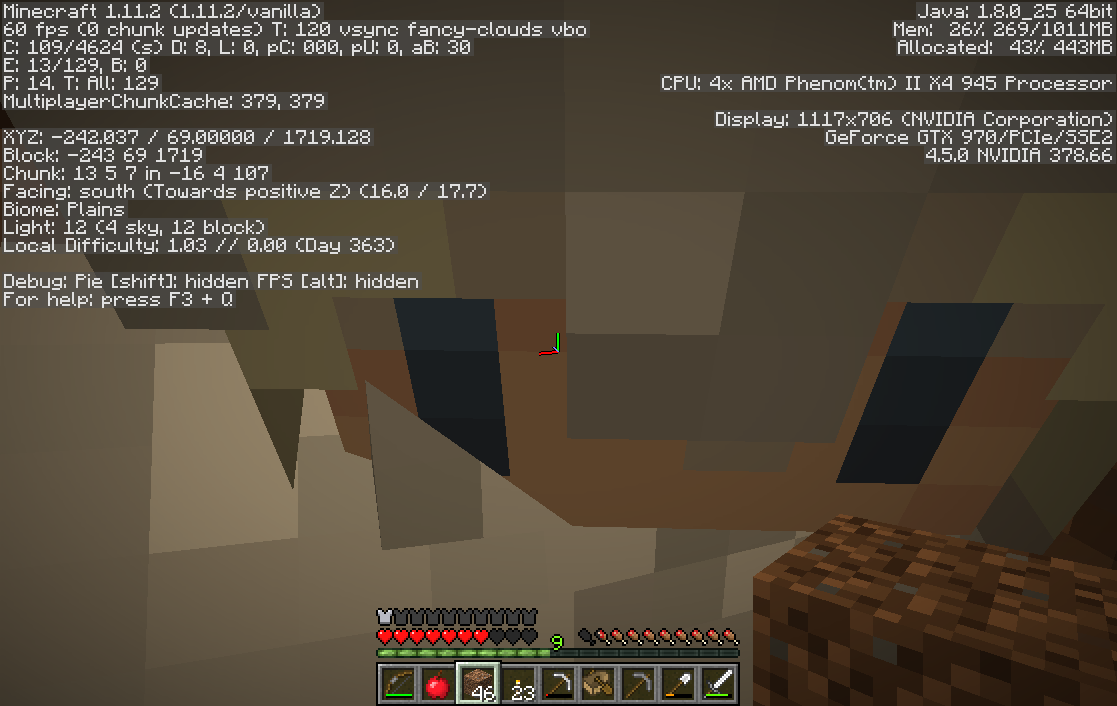 Minecraft 1.11.2 (1.11.2/vanilla)
60 fps (0 chunk updates) T: 120 vsync fancy-clouds vbo
C: 109/4624 (s) D: 8, L: 0, pC: 000, pU: 0, aB: 30
E: 13/129, B: 0
P: 14. T: All: 129
MultiplayerChunkCache: 379, 379
XYZ: -242.037 / 69.00000 / 1719.128
Block: -243 69 1719
Chunk: 13 5 7 in -16 4 107
Facing: south (Towards positive Z) (16.0 / 17.7)
Biome: Plains
Light: 12 (4 sky, 12 block)
Local Difficulty: 1.03 // 0.00 (Day 363)
Debug: Pie [shift]: hidden FPS [alt]: hidden
For help: press F3 + Q
Java: 1.8.0_25 64bit
Mem: 26% 269/1011MB
Allocated: 43% 443MB
CPU: 4x AMD Phenom(tm) II X4 945 Processor
Display: 1117x706 (NVIDIA Corporation)
GeForce GTX 970/PCIe/SSE2
4.5.0 NVIDIA 378.66
9
46
23